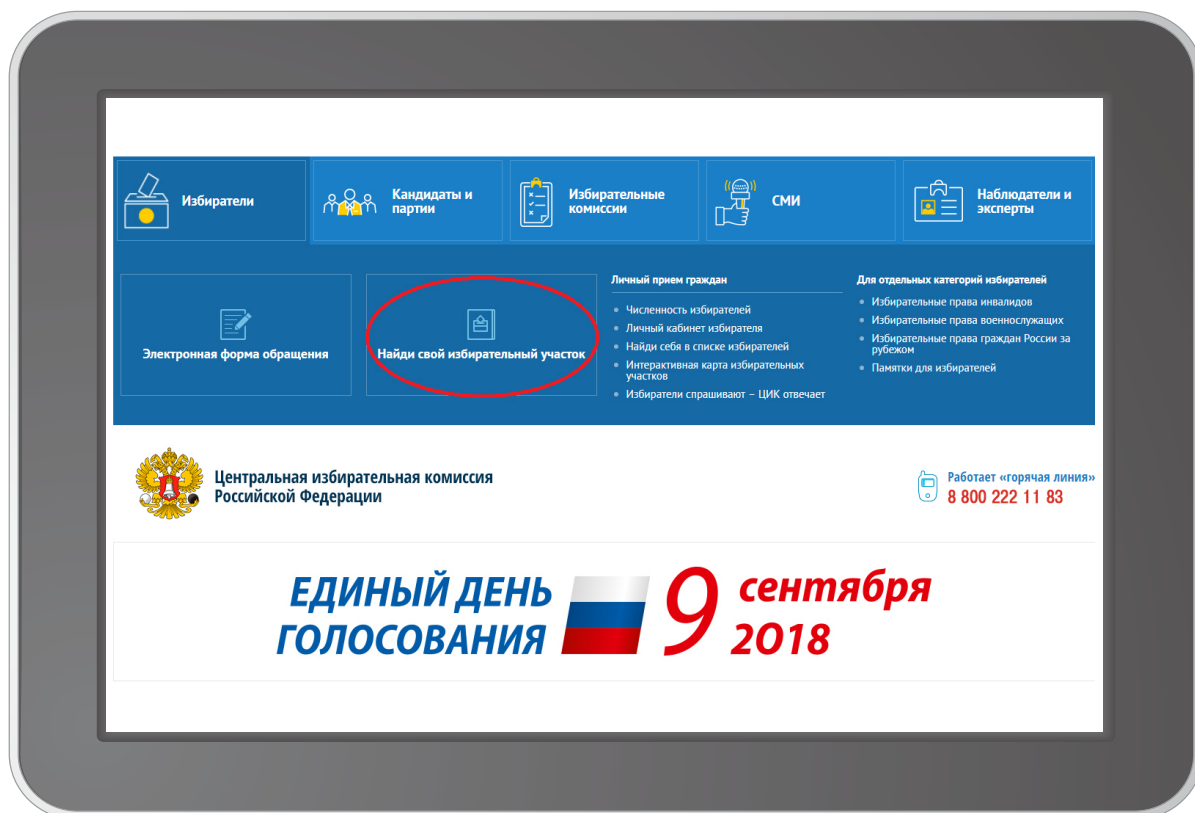 Избиратели
Кандидаты и
партии
Избирательные
комиссии
СМИ
Наблюдатели и
эксперты
Электронная форма обращения
Найди свой избирательный участок
Личный прием граждан
Численность избирателей
Личный кабинет избирателя
Найди себя в списке избирателей
Интерактивная карта избирательных
участков
Избиратели спрашивают – ЦИК отвечает
Для отдельных категорий избирателей
Избирательные права инвалидов
Избирательные права военнослужащих
Избирательные права граждан России за
рубежом
Памятки для избирателей
Центральная избирательная комиссия
Российской Федерации
Работает «горячая линия»
8 800 222 11 83
ЕДИНЫЙ ДЕНЬ
ГОЛОСОВАНИЯ
9 сентября
2018